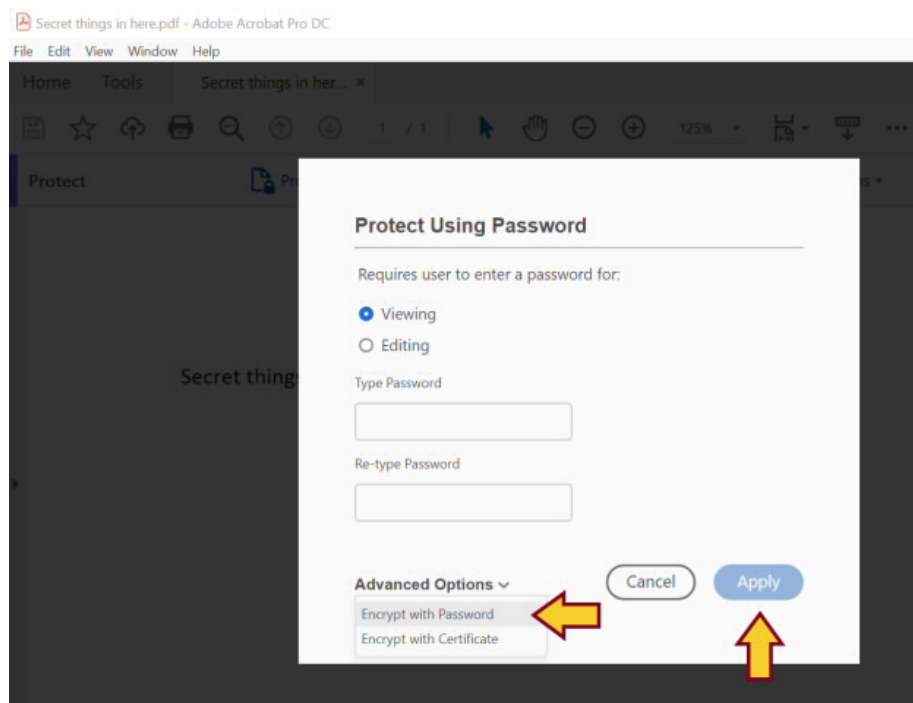 Secret things in here.pdf - Adobe Acrobat Pro DC
File Edit View Window Help
Home Tools Secret things in her... ×
1 / 1 125%
Protect
Protect Using Password
Requires user to enter a password for:
Viewing
Editing
Secret things
Type Password
Re-type Password
Advanced Options
Cancel Apply
Encrypt with Password
Encrypt with Certificate